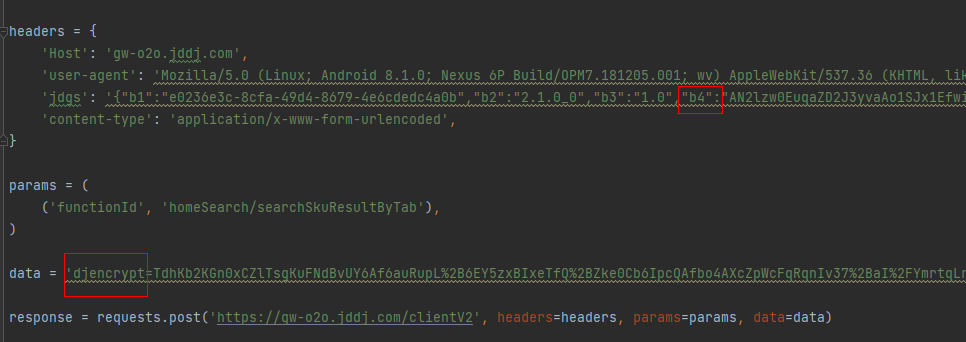 headers = {
'Host': 'gw-o2o.jddj.com',
'user-agent': 'Mozilla/5.0 (Linux; Android 8.1.0; Nexus 6P Build/OPM7.181205.001; wv) AppleWebKit/537.36 (KHTML, lik
'jdgs': '{"b1":"e0236e3c-8cfa-49d4-8679-4e6cdedc4a0b","b2":"2.1.0_0","b3":"1.0","b4":"AN2lzw0EuqaZD2J3yvaAo1SJx1Efwi
'content-type': 'application/x-www-form-urlencoded',
}
params = (
('functionId', 'homeSearch/searchSkuResultByTab'),
)
data = 'djencrypt=TdhKb2KGn0xCZlTsgKuFNdBvUY6Af6auRupL%2B6EY5zxBIxeTfQ%2BZke0Cb6IpcQAfbo4AXcZpWcFqRqnIv37%2BaI%2FYmrtqLr
response = requests.post('https://gw-o2o.jddj.com/clientV2', headers=headers, params=params, data=data)